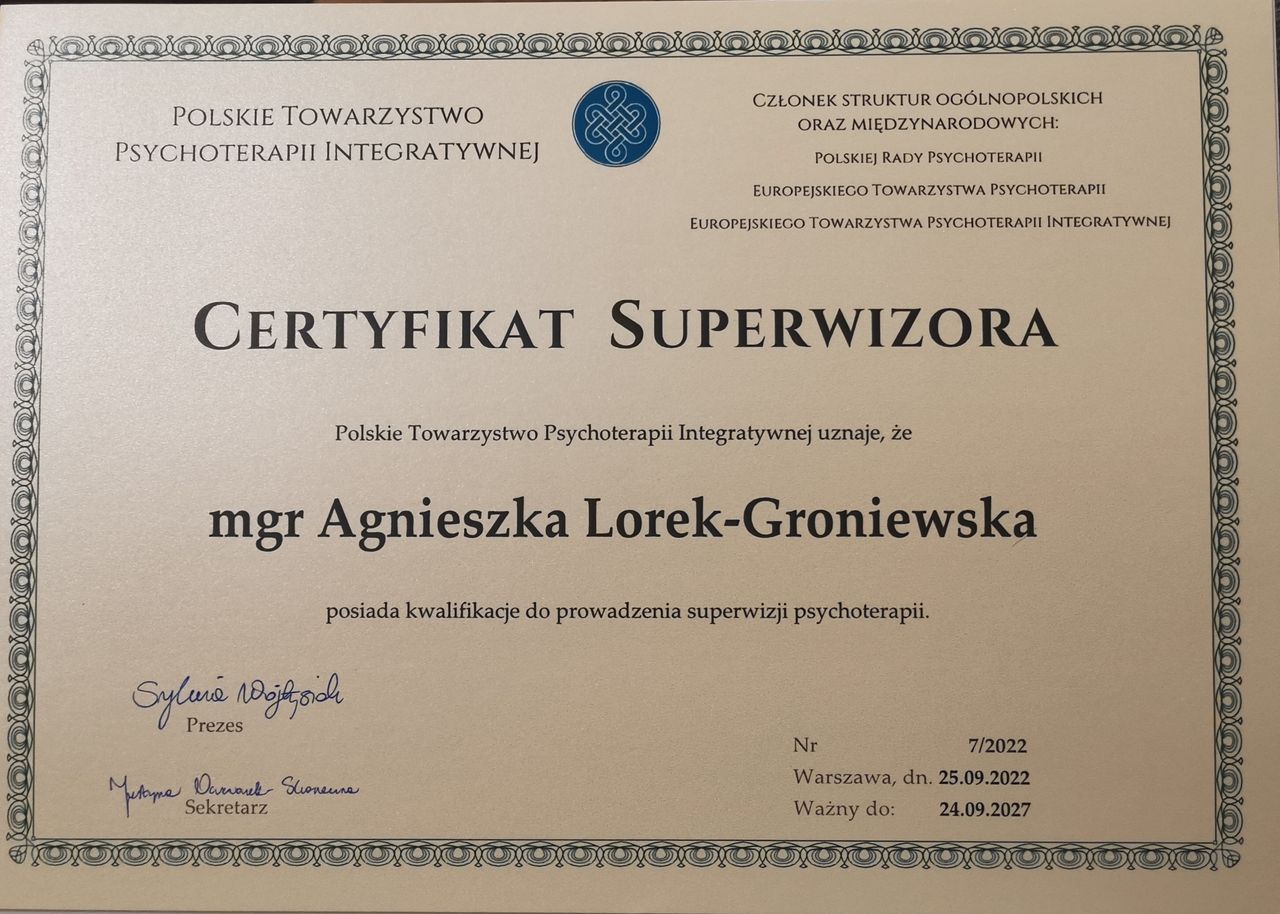 POLSKIE TOWARZYSTWO
PSYCHOTERAPII INTEGRATYWNEJ
CZŁONEK STRUKTUR OGÓLNOPOLSKICH
ORAZ MIĘDZYNARODOWYCH:
POLSKIEJ RADY PSYCHOTERAPII
EUROPEJSKIEGO TOWARZYSTWA PSYCHOTERAPII
EUROPEJSKIEGO TOWARZYSTWA PSYCHOTERAPII INTEGRATYWNEJ
CERTYFIKAT SUPERWIZORA
Polskie Towarzystwo Psychoterapii Integratywnej uznaje, że
mgr Agnieszka Lorek-Groniewska
posiada kwalifikacje do prowadzenia superwizji psychoterapii.
Prezes
Justyna
Sekretarz
Nr 7/2022
Warszawa, dn. 25.09.2022
Ważny do: 24.09.2027